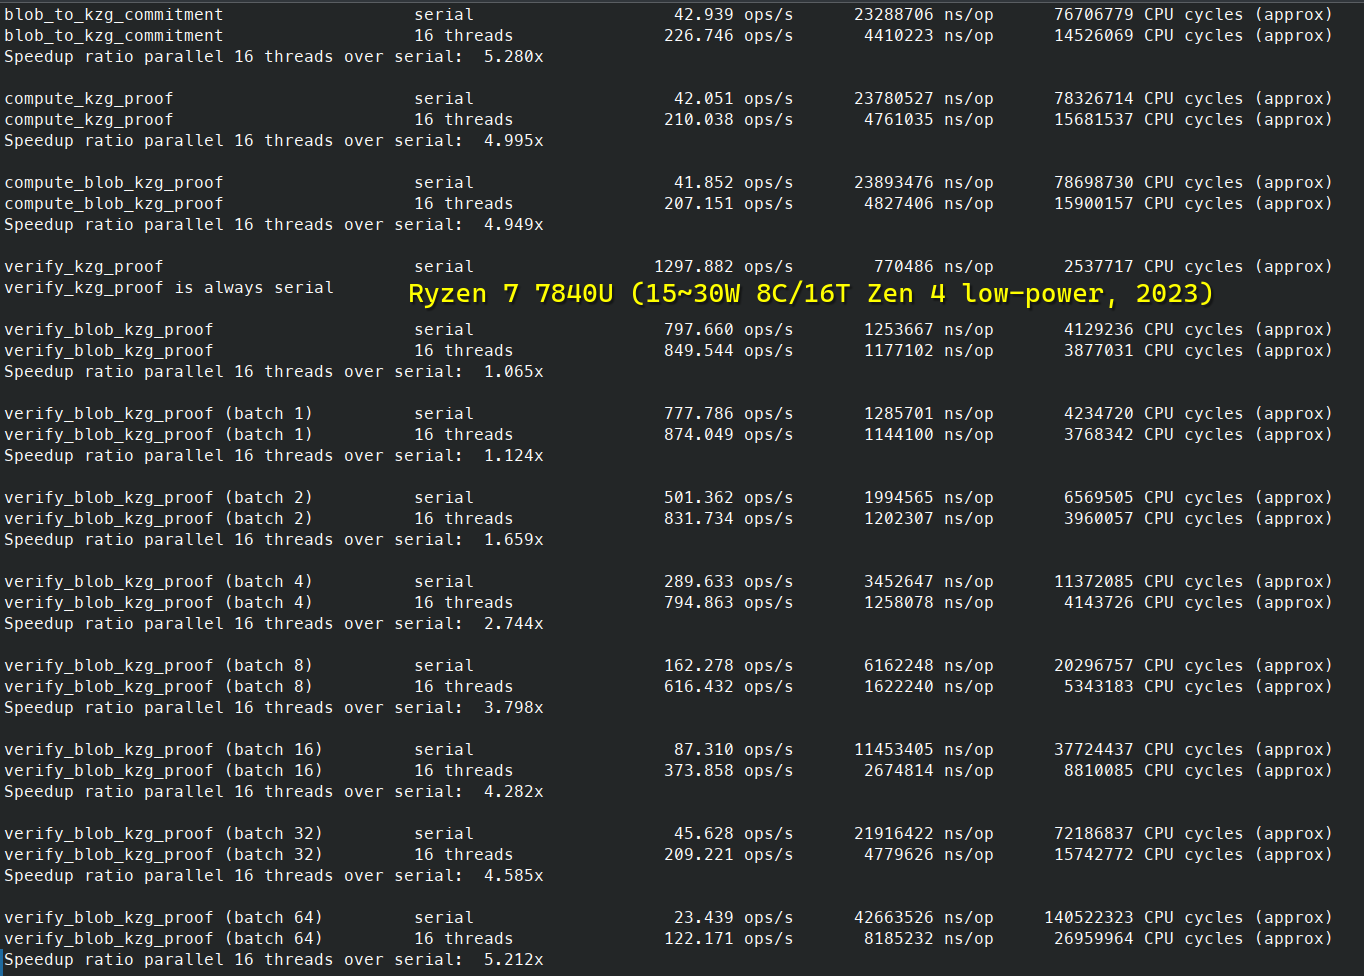 blob_to_kzg_commitment serial 42.939 ops/s 23288706 ns/op 76706779 CPU cycles (approx)
blob_to_kzg_commitment 16 threads 226.746 ops/s 4410223 ns/op 14526069 CPU cycles (approx)
Speedup ratio parallel 16 threads over serial: 5.280x
compute_kzg_proof serial 42.051 ops/s 23780527 ns/op 78326714 CPU cycles (approx)
compute_kzg_proof 16 threads 210.038 ops/s 4761035 ns/op 15681537 CPU cycles (approx)
Speedup ratio parallel 16 threads over serial: 4.995x
compute_blob_kzg_proof serial 41.852 ops/s 23893476 ns/op 78698730 CPU cycles (approx)
compute_blob_kzg_proof 16 threads 207.151 ops/s 4827406 ns/op 15900157 CPU cycles (approx)
Speedup ratio parallel 16 threads over serial: 4.949x
verify_kzg_proof serial 1297.882 ops/s 770486 ns/op 2537717 CPU cycles (approx)
verify_kzg_proof is always serial
Ryzen 7 7840U (15~30W 8C/16T Zen 4 low-power, 2023)
verify_blob_kzg_proof serial 797.660 ops/s 1253667 ns/op 4129236 CPU cycles (approx)
verify_blob_kzg_proof 16 threads 849.544 ops/s 1177102 ns/op 3877031 CPU cycles (approx)
Speedup ratio parallel 16 threads over serial: 1.065x
verify_blob_kzg_proof (batch 1) serial 777.786 ops/s 1285701 ns/op 4234720 CPU cycles (approx)
verify_blob_kzg_proof (batch 1) 16 threads 874.049 ops/s 1144100 ns/op 3768342 CPU cycles (approx)
Speedup ratio parallel 16 threads over serial: 1.124x
verify_blob_kzg_proof (batch 2) serial 501.362 ops/s 1994565 ns/op 6569505 CPU cycles (approx)
verify_blob_kzg_proof (batch 2) 16 threads 831.734 ops/s 1202307 ns/op 3960057 CPU cycles (approx)
Speedup ratio parallel 16 threads over serial: 1.659x
verify_blob_kzg_proof (batch 4) serial 289.633 ops/s 3452647 ns/op 11372085 CPU cycles (approx)
verify_blob_kzg_proof (batch 4) 16 threads 794.863 ops/s 1258078 ns/op 4143726 CPU cycles (approx)
Speedup ratio parallel 16 threads over serial: 2.744x
verify_blob_kzg_proof (batch 8) serial 162.278 ops/s 6162248 ns/op 20296757 CPU cycles (approx)
verify_blob_kzg_proof (batch 8) 16 threads 616.432 ops/s 1622240 ns/op 5343183 CPU cycles (approx)
Speedup ratio parallel 16 threads over serial: 3.798x
verify_blob_kzg_proof (batch 16) serial 87.310 ops/s 11453405 ns/op 37724437 CPU cycles (approx)
verify_blob_kzg_proof (batch 16) 16 threads 373.858 ops/s 2674814 ns/op 8810085 CPU cycles (approx)
Speedup ratio parallel 16 threads over serial: 4.282x
verify_blob_kzg_proof (batch 32) serial 45.628 ops/s 21916422 ns/op 72186837 CPU cycles (approx)
verify_blob_kzg_proof (batch 32) 16 threads 209.221 ops/s 4779626 ns/op 15742772 CPU cycles (approx)
Speedup ratio parallel 16 threads over serial: 4.585x
verify_blob_kzg_proof (batch 64) serial 23.439 ops/s 42663526 ns/op 140522323 CPU cycles (approx)
verify_blob_kzg_proof (batch 64) 16 threads 122.171 ops/s 8185232 ns/op 26959964 CPU cycles (approx)
Speedup ratio parallel 16 threads over serial: 5.212x